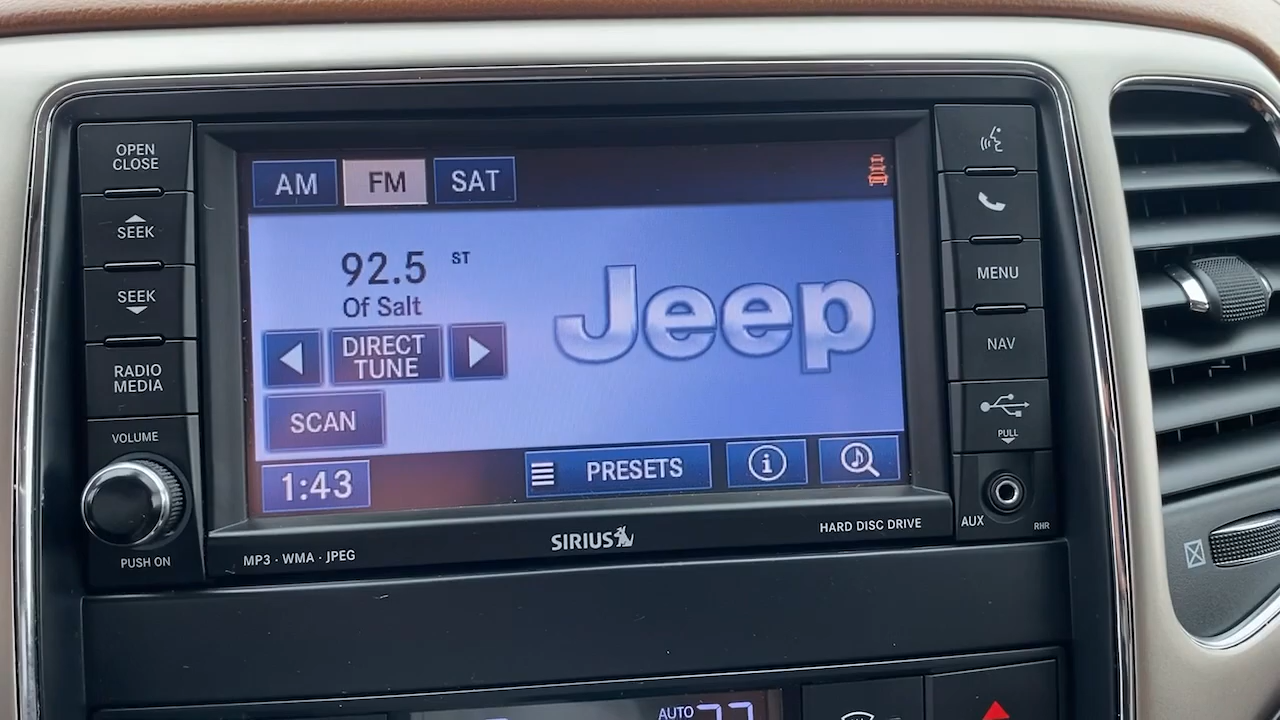 OPEN
CLOSE
SEEK
SEEK
RADIO
MEDIA
VOLUME
PUSH ON
AM FM SAT
92.5 ST
Of Salt
DIRECT
TUNE
SCAN
Jeep
1:43
PRESETS
MP3 · WMA · JPEG
SIRIUS
HARD DISC DRIVE
MENU
NAV
PULL
AUX
RHR
AUTO